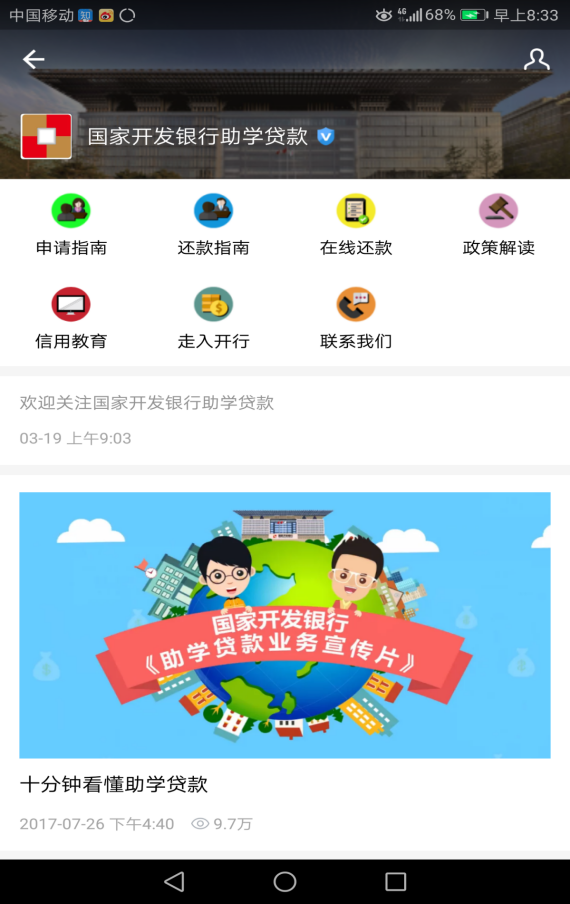 中国移动 知 4G 68% 早上8:33
国家开发银行助学贷款
申请指南 还款指南 在线还款 政策解读
信用教育 走入开行 联系我们
欢迎关注国家开发银行助学贷款
03-19 上午9:03
国家开发银行
《助学贷款业务宣传片》
十分钟看懂助学贷款
2017-07-26 下午4:40 9.7万